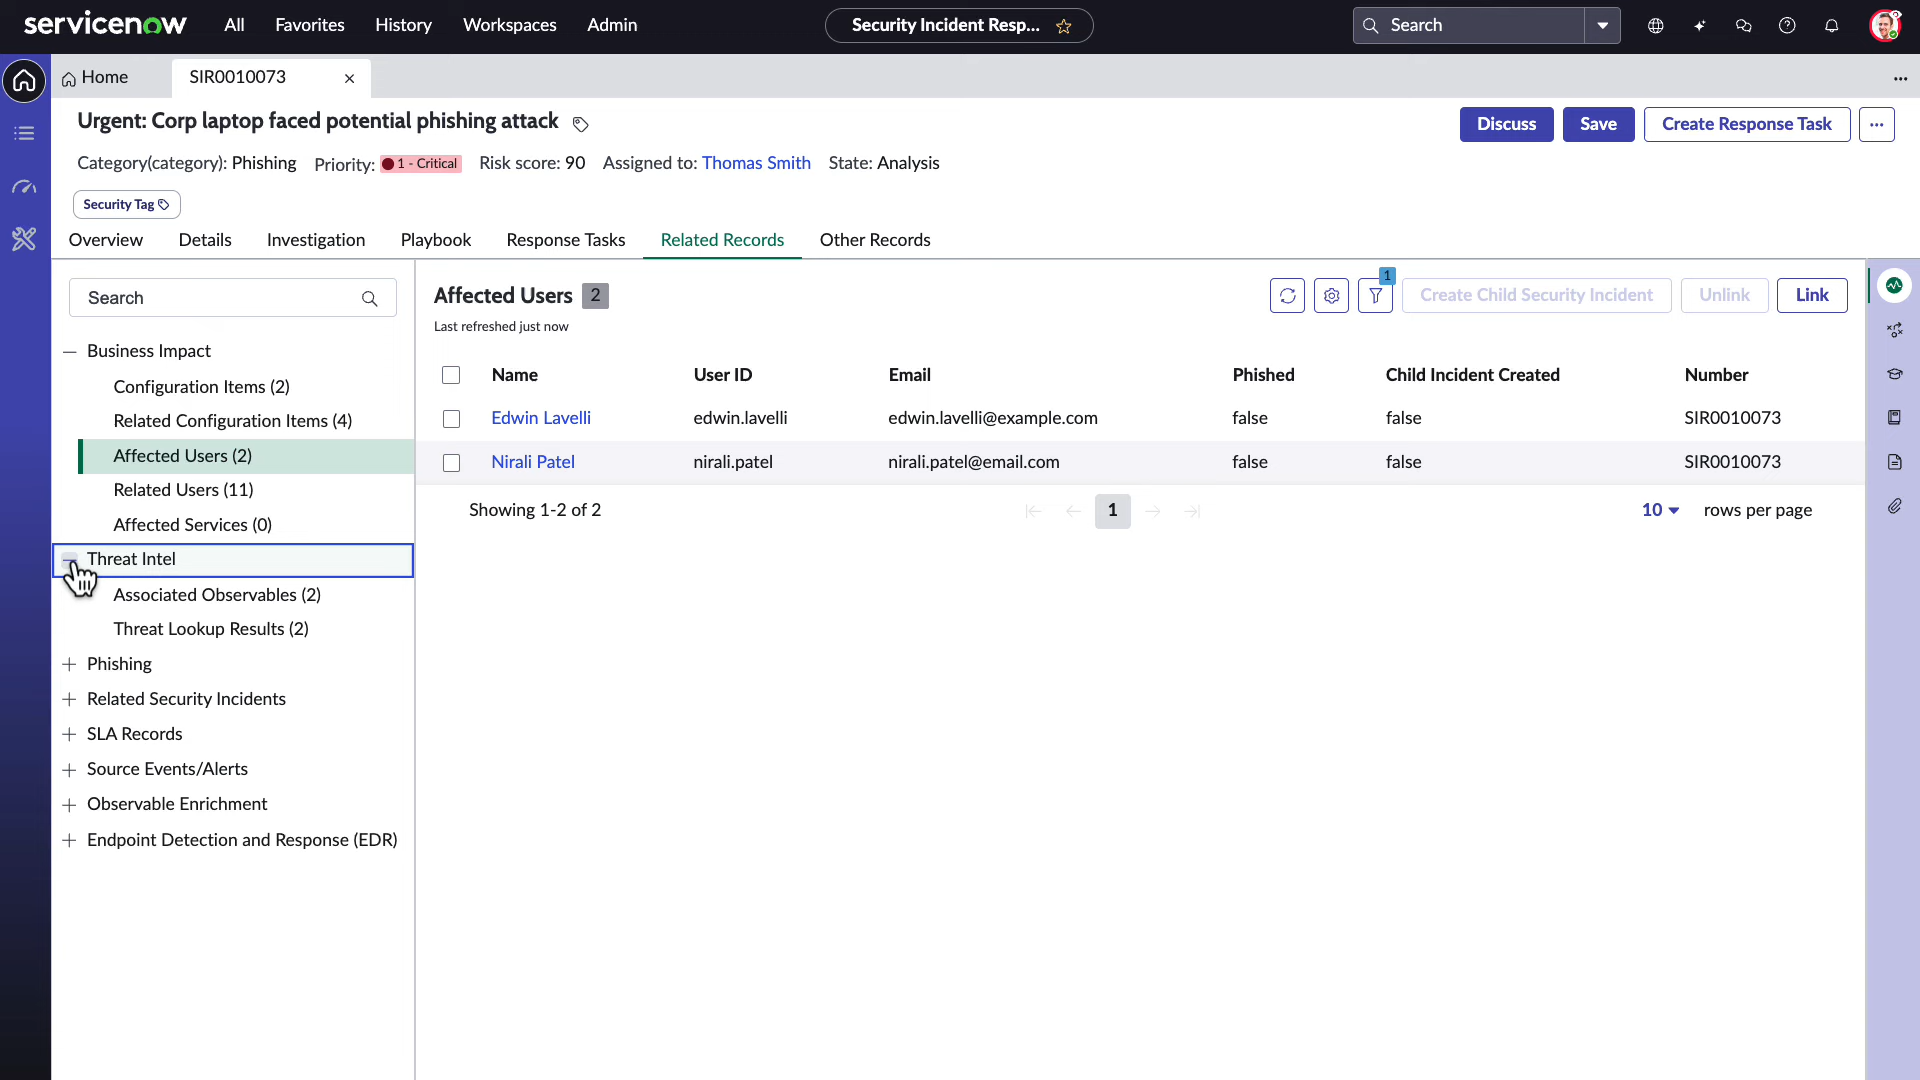 servicenow All Favorites History Workspaces Admin Security Incident Resp... Search
Home SIR0010073
Urgent: Corp laptop faced potential phishing attack Discuss Save Create Response Task
Category(category): Phishing Priority: 1 - Critical Risk score: 90 Assigned to: Thomas Smith State: Analysis
Security Tag
Overview Details Investigation Playbook Response Tasks Related Records Other Records
Search
Business Impact
Configuration Items (2)
Related Configuration Items (4)
Affected Users (2)
Related Users (11)
Affected Services (0)
Threat Intel
Associated Observables (2)
Threat Lookup Results (2)
Phishing
Related Security Incidents
SLA Records
Source Events/Alerts
Observable Enrichment
Endpoint Detection and Response (EDR)
Affected Users 2 1 Create Child Security Incident Unlink Link
Last refreshed just now
Name User ID Email Phished Child Incident Created Number
Edwin Lavelli edwin.lavelli edwin.lavelli@example.com false false SIR0010073
Nirali Patel nirali.patel nirali.patel@email.com false false SIR0010073
Showing 1-2 of 2 1 10 rows per page